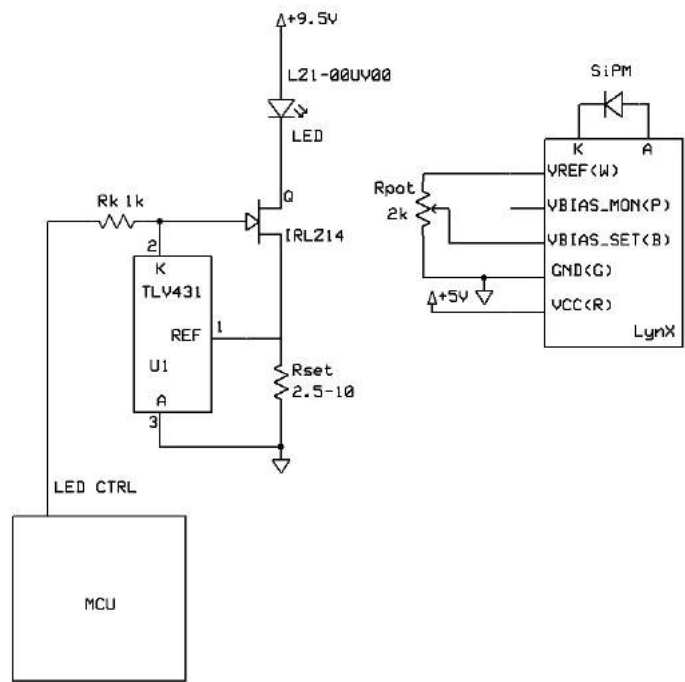 +9.5V
L21-00UV00
LED
Rk 1k
Q
IRLZ14
2
K
TLV431
REF
1
U1
A
3
Rset
2.5-10
LED CTRL
MCU
SiPM
K
A
VREF(W)
Rpot
2k
VBIAS_MON(P)
VBIAS_SET(B)
GND(G)
+5V
VCC(R)
LynX